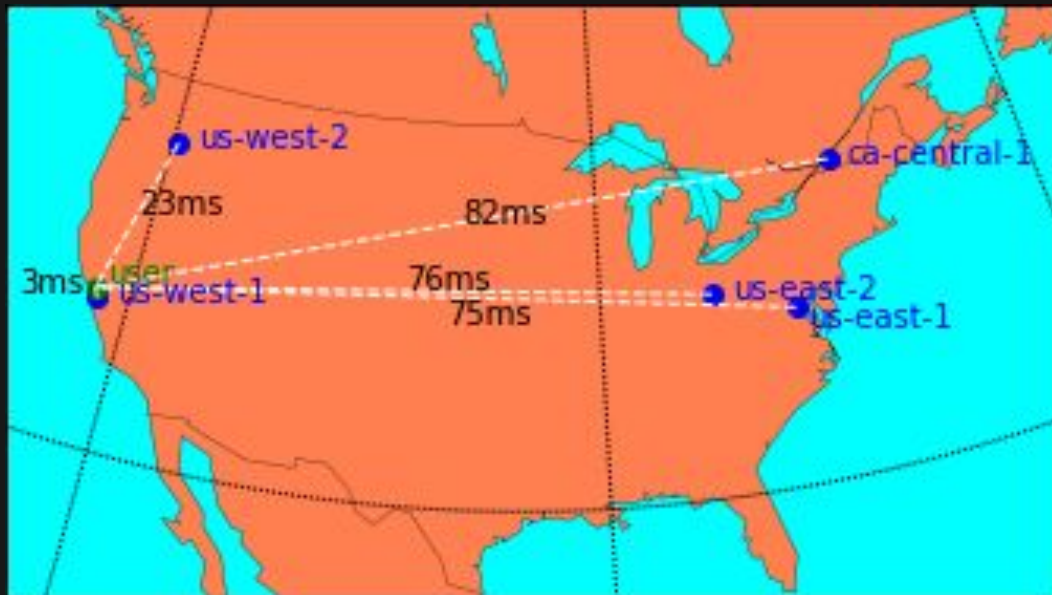 us-west-2
ca-central-1
23ms
82ms
3ms
user
us-west-1
76ms
us-east-2
75ms
us-east-1